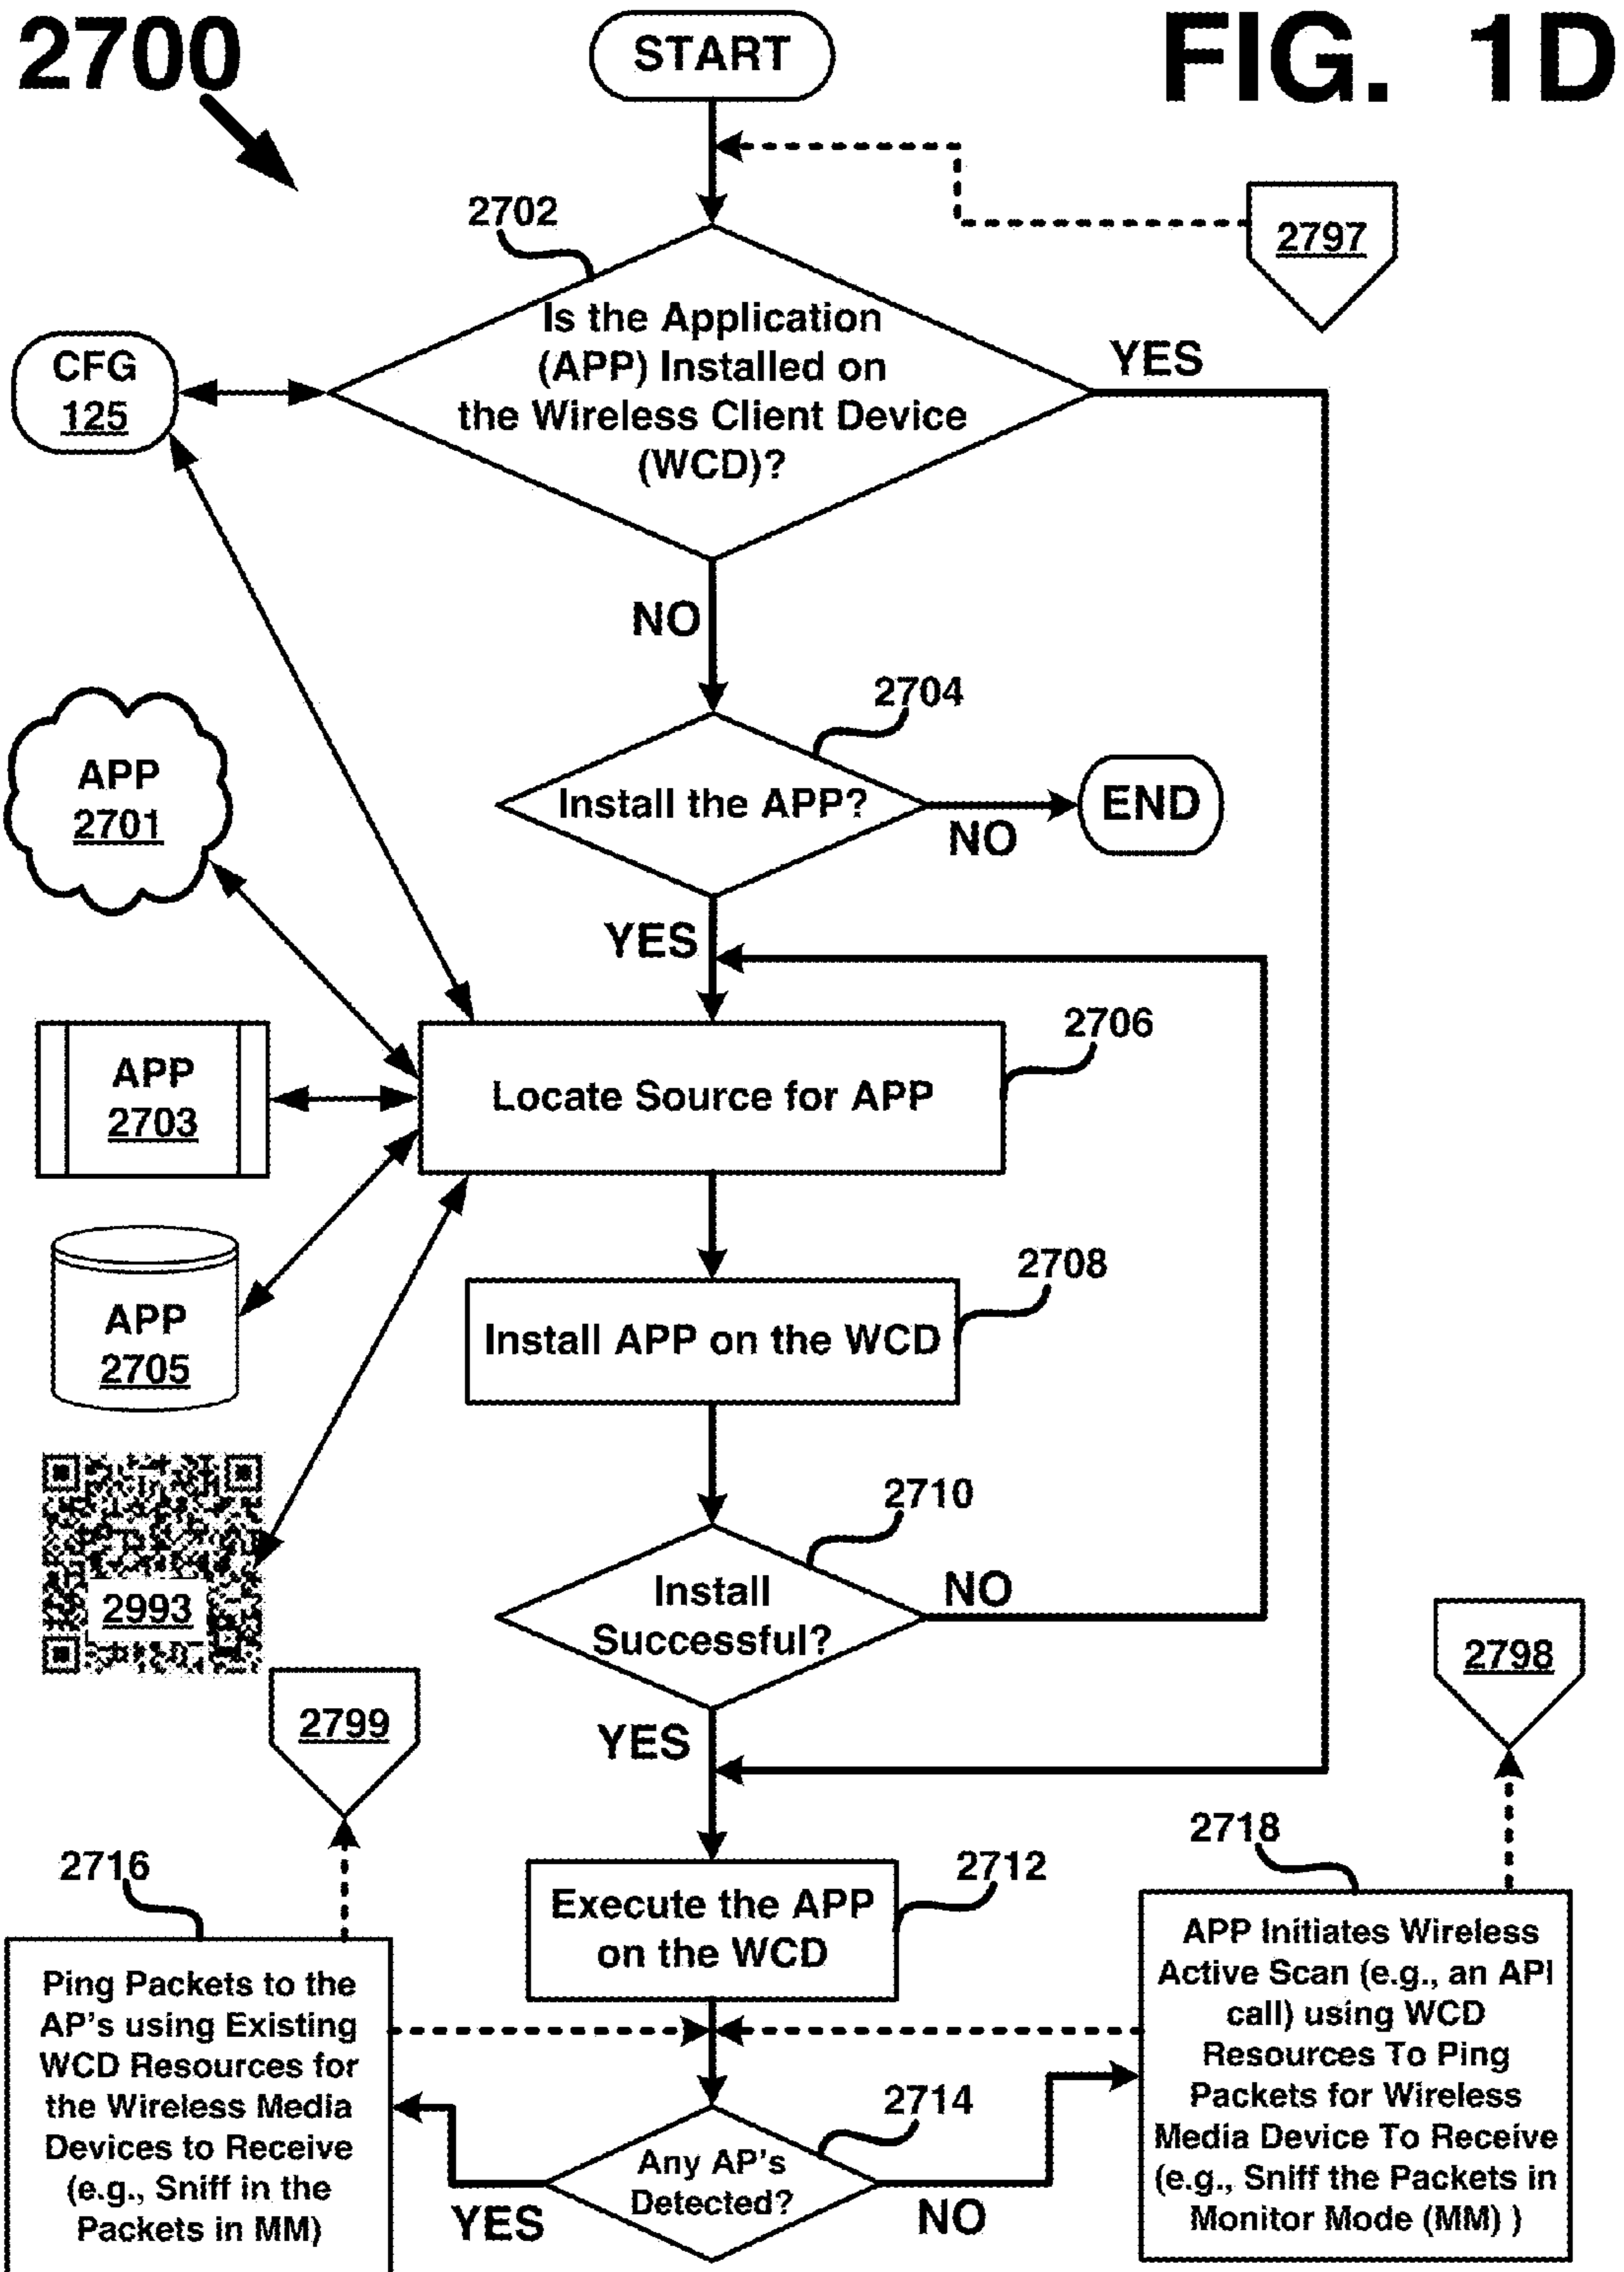 2700
START
FIG. 1D
2797
2702
Is the Application
(APP) Installed on
the Wireless Client Device
(WCD)?
YES
CFG
125
NO
2704
Install the APP?
NO
END
APP
2701
YES
2706
Locate Source for APP
APP
2703
2708
Install APP on the WCD
APP
2705
2710
Install
Successful?
NO
2993
2799
YES
2798
2712
Execute the APP
on the WCD
2716
Ping Packets to the
AP's using Existing
WCD Resources for
the Wireless Media
Devices to Receive
(e.g., Sniff in the
Packets in MM)
2718
APP Initiates Wireless
Active Scan (e.g., an API
call) using WCD
Resources To Ping
Packets for Wireless
Media Device To Receive
(e.g., Sniff the Packets in
Monitor Mode (MM) )
2714
Any AP's
Detected?
YES
NO